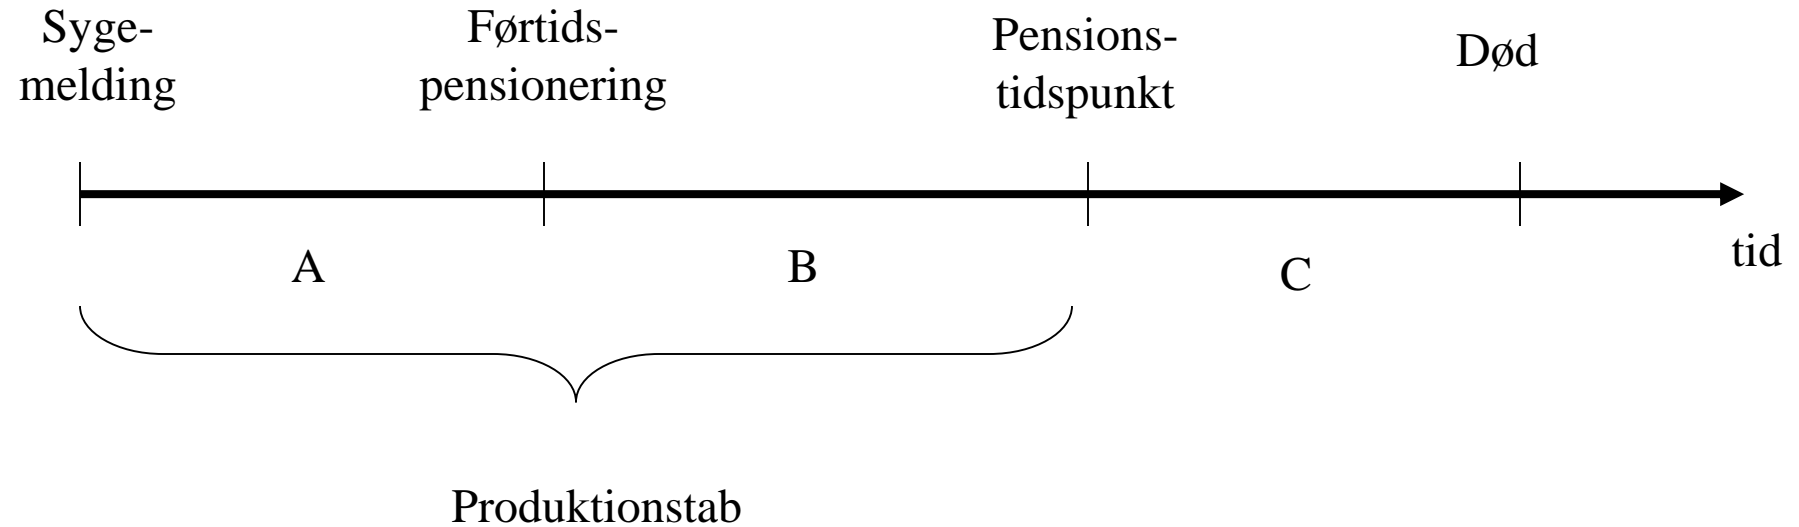 Syge-
melding
Førtids-
pensionering
Pensions-
tidspunkt
Død
tid
A
B
C
Produktionstab